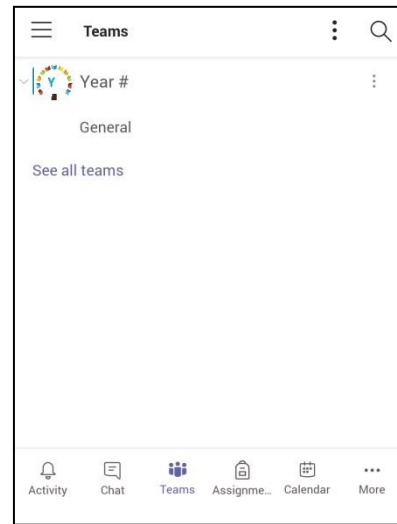 Teams
Y Year #
General
See all teams
Activity Chat Teams Assignme... Calendar More